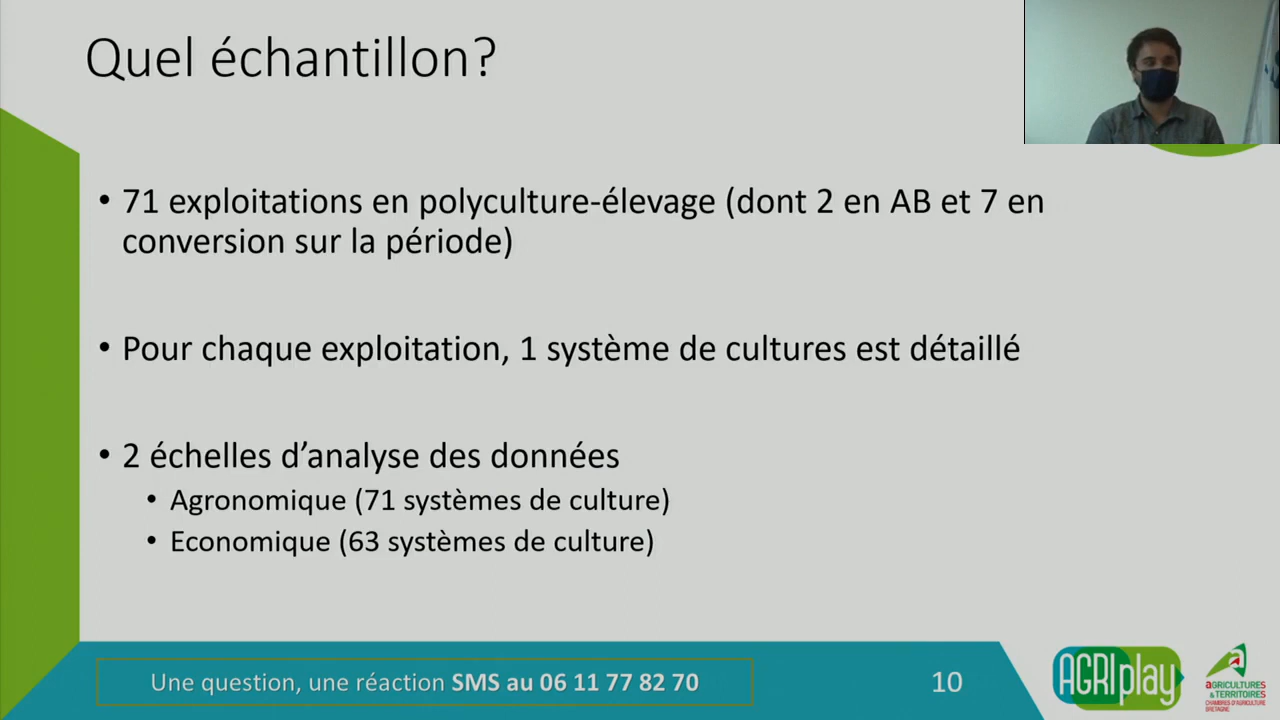 Quel échantillon?
• 71 exploitations en polyculture-élevage (dont 2 en AB et 7 en
conversion sur la période)
• Pour chaque exploitation, 1 système de cultures est détaillé
• 2 échelles d’analyse des données
• Agronomique (71 systèmes de culture)
• Economique (63 systèmes de culture)
Une question, une réaction SMS au 06 11 77 82 70
10
AGRIplay
AGRICULTURES
& TERRITOIRES
CHAMBRES D'AGRICULTURE
BRETAGNE